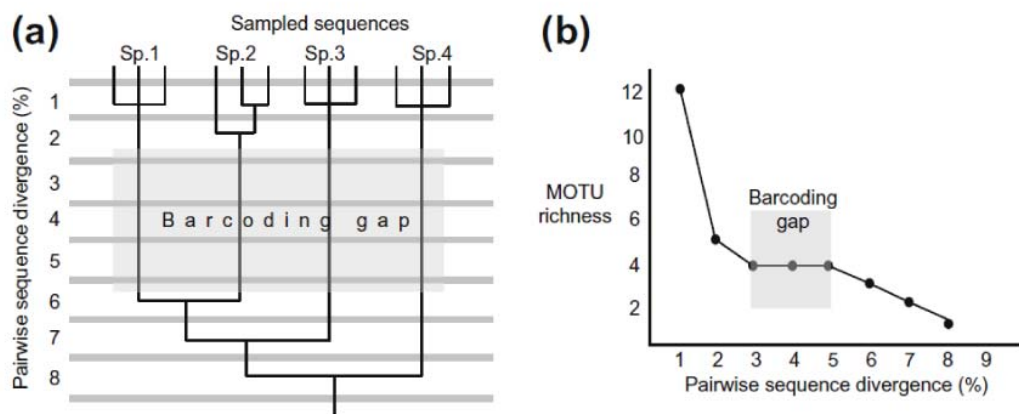 (a)
Sampled sequences
Sp.1 Sp.2 Sp.3 Sp.4
Pairwise sequence divergence (%)
1
2
3
4
5
6
7
8
Barcoding gap
(b)
MOTU
richness
12
10
8
6
4
2
Barcoding
gap
1 2 3 4 5 6 7 8 9
Pairwise sequence divergence (%)